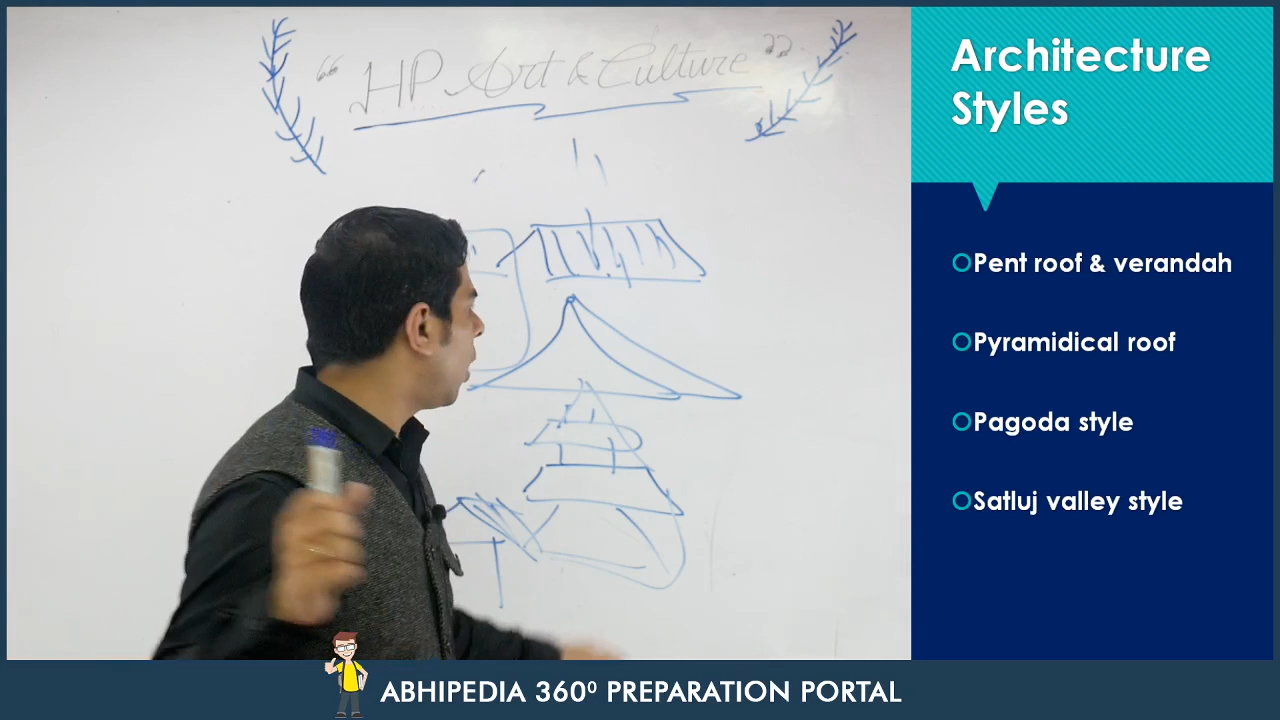 “HP Art & Culture”
Architecture
Styles
Pent roof & verandah
Pyramidical roof
Pagoda style
Satluj valley style
ABHIPEDIA 360⁰ PREPARATION PORTAL